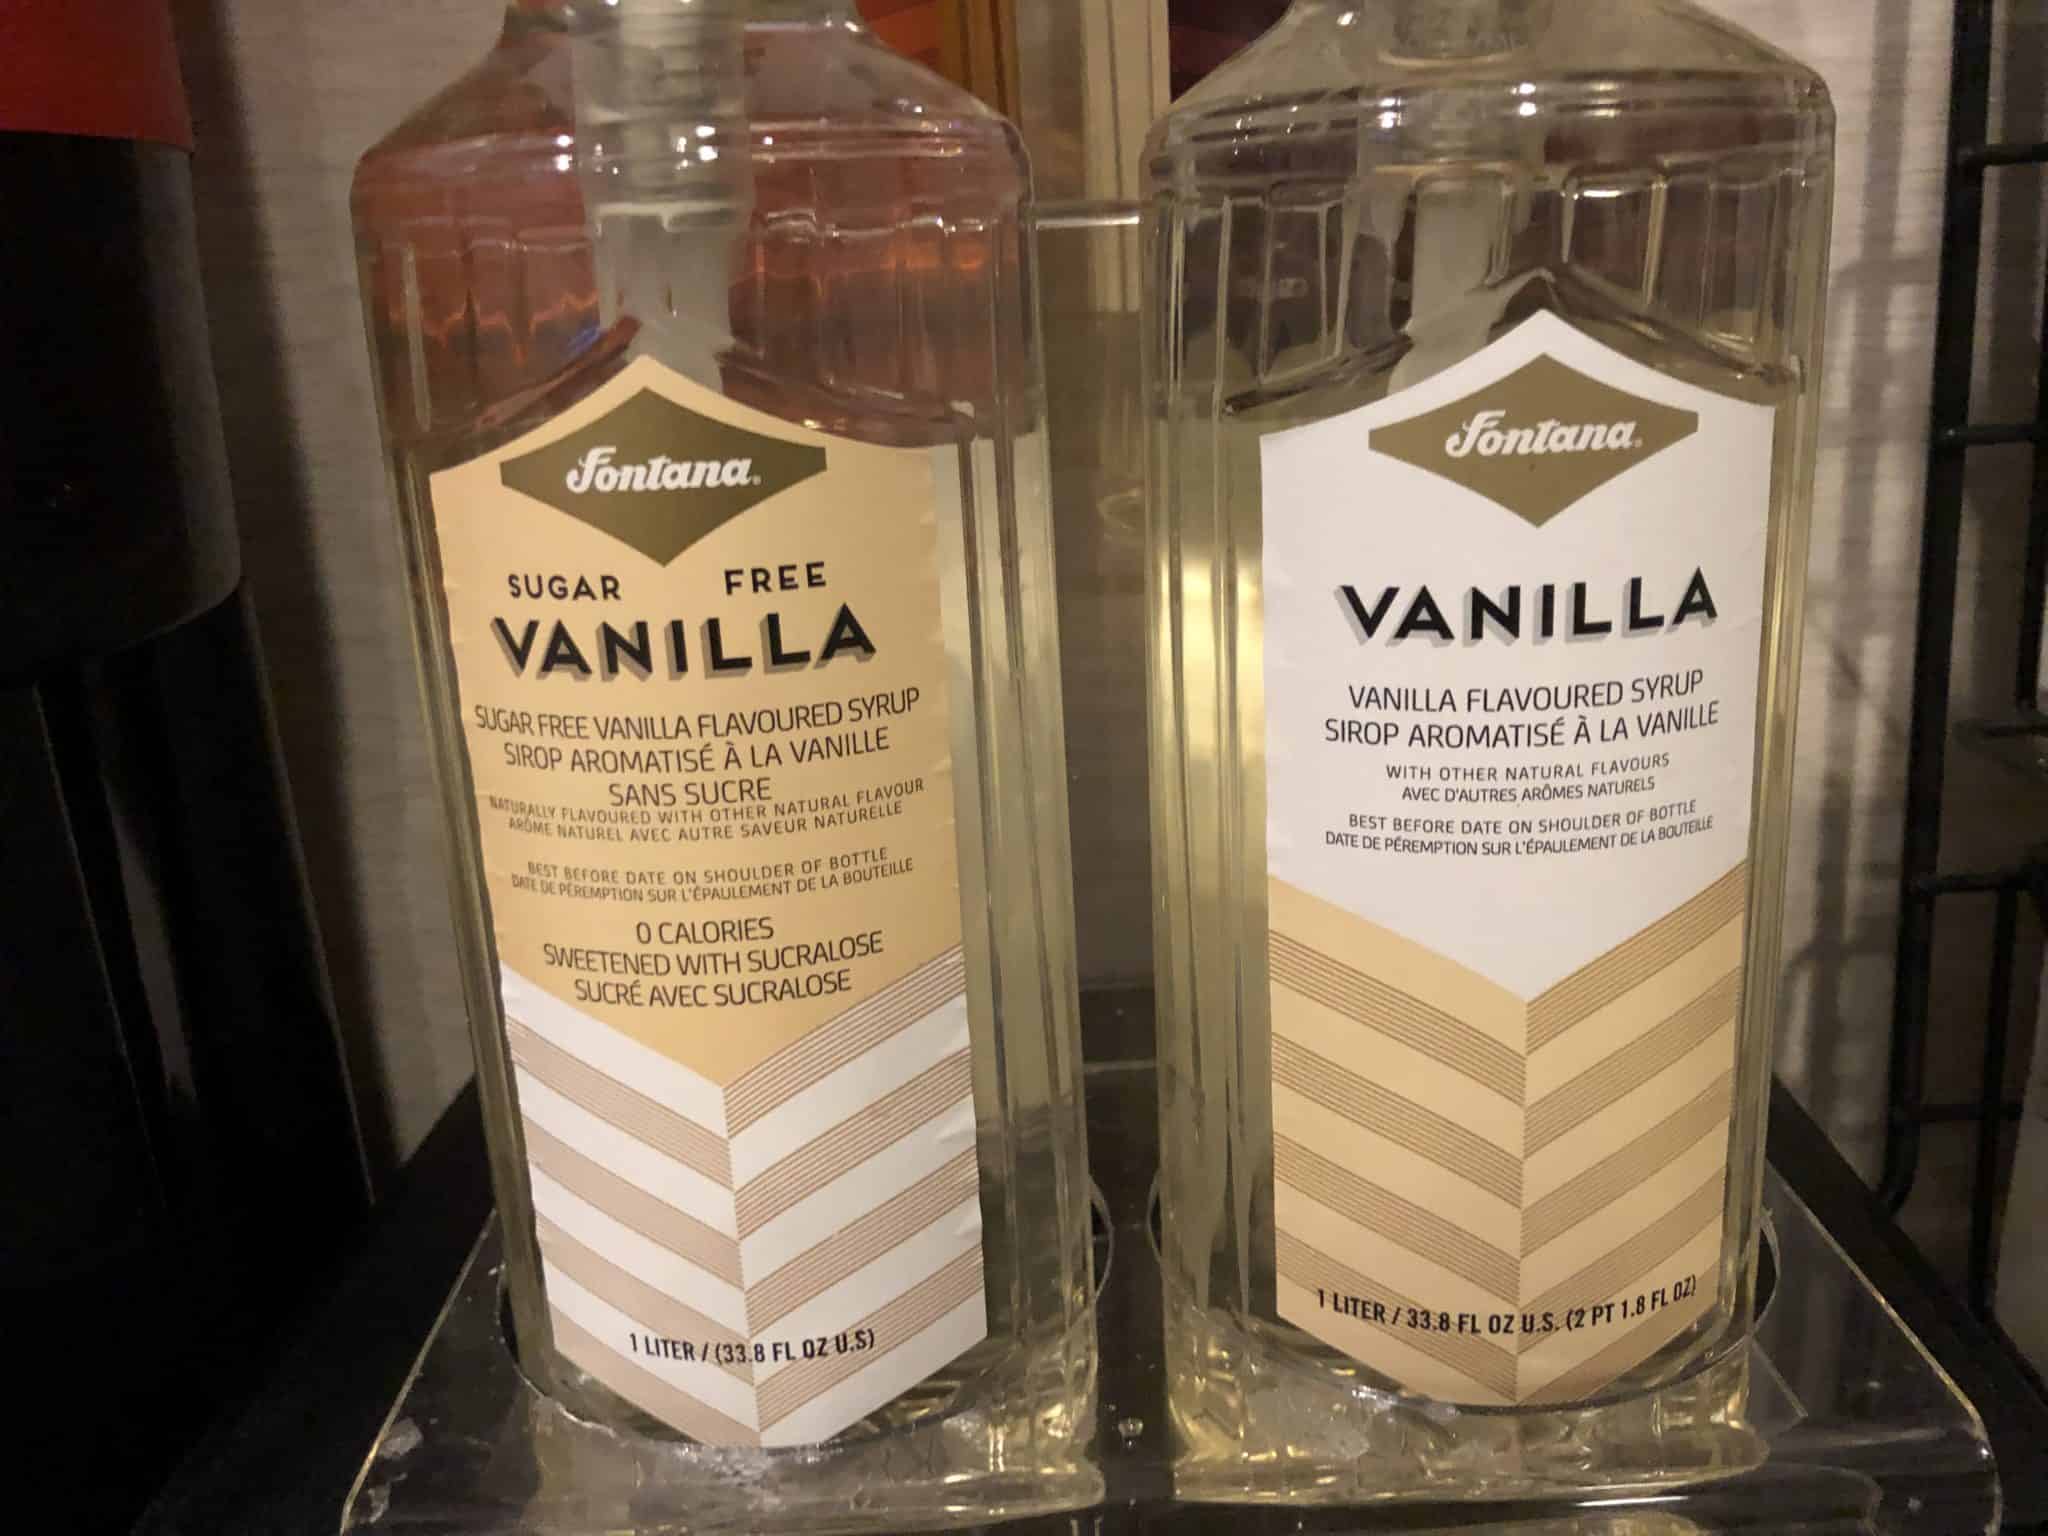 Fontana
SUGAR FREE
VANILLA
SUGAR FREE VANILLA FLAVOURED SYRUP
SIROP AROMATISÉ À LA VANILLE
SANS SUCRE
NATURALLY FLAVOURED WITH OTHER NATURAL FLAVOUR
ARÔME NATUREL AVEC AUTRE SAVEUR NATURELLE
BEST BEFORE DATE ON SHOULDER OF BOTTLE
DATE DE PÉREMPTION SUR L'ÉPAULEMENT DE LA BOUTEILLE
0 CALORIES
SWEETENED WITH SUCRALOSE
SUCRÉ AVEC SUCRALOSE
1 LITER / (33.8 FL OZ U.S)
Fontana
VANILLA
VANILLA FLAVOURED SYRUP
SIROP AROMATISÉ À LA VANILLE
WITH OTHER NATURAL FLAVOURS
AVEC D'AUTRES ARÔMES NATURELS
BEST BEFORE DATE ON SHOULDER OF BOTTLE
DATE DE PÉREMPTION SUR L'ÉPAULEMENT DE LA BOUTEILLE
1 LITER / 33.8 FL OZ U.S. (2 PT 1.8 FL OZ)